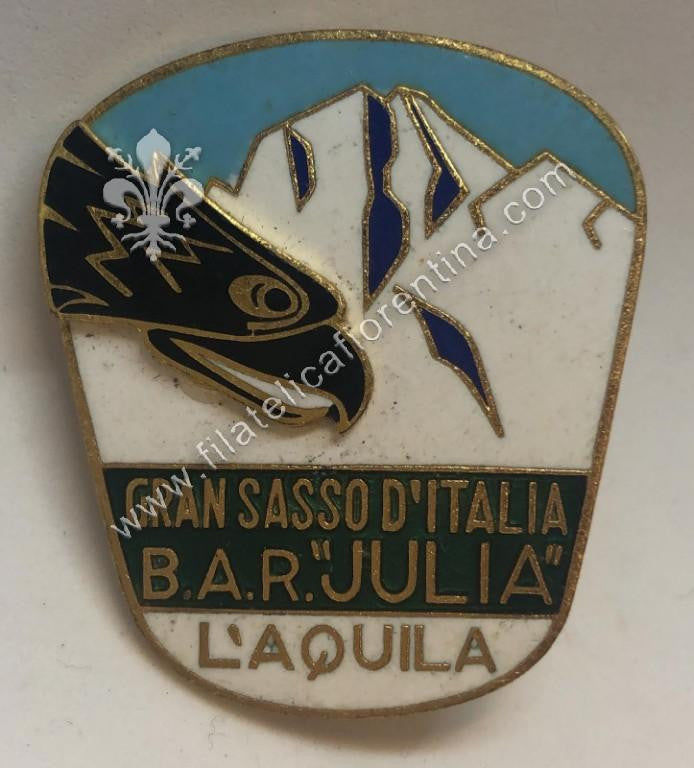 GRAN SASSO D'ITALIA
B.A.R."JULIA"
L'AQUILA
www.filatelicafiorentina.com